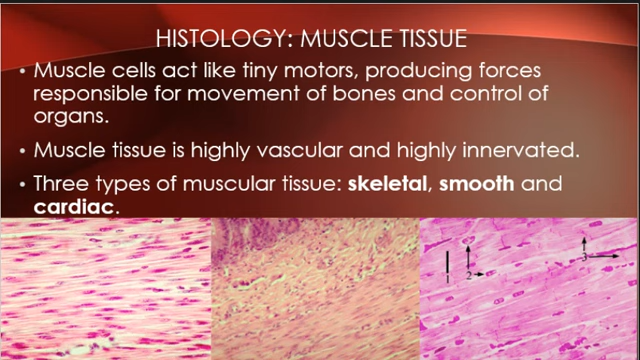 HISTOLOGY: MUSCLE TISSUE
• Muscle cells act like tiny motors, producing forces
responsible for movement of bones and control of
organs.
• Muscle tissue is highly vascular and highly innervated.
• Three types of muscular tissue: skeletal, smooth and
cardiac.
1
2
3